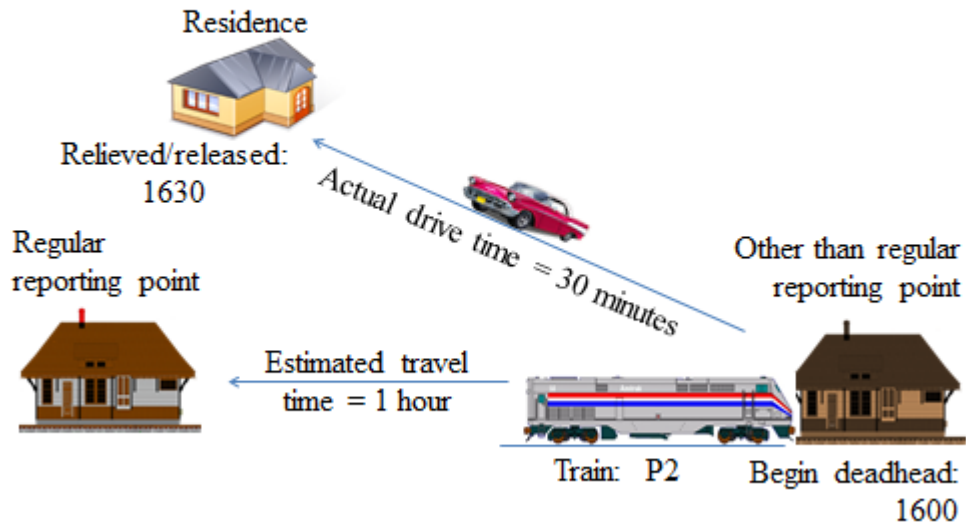 Residence
Relieved/released:
1630
Actual drive time = 30 minutes
Regular
reporting point
Other than regular
reporting point
Estimated travel
time = 1 hour
Train: P2
Begin deadhead:
1600